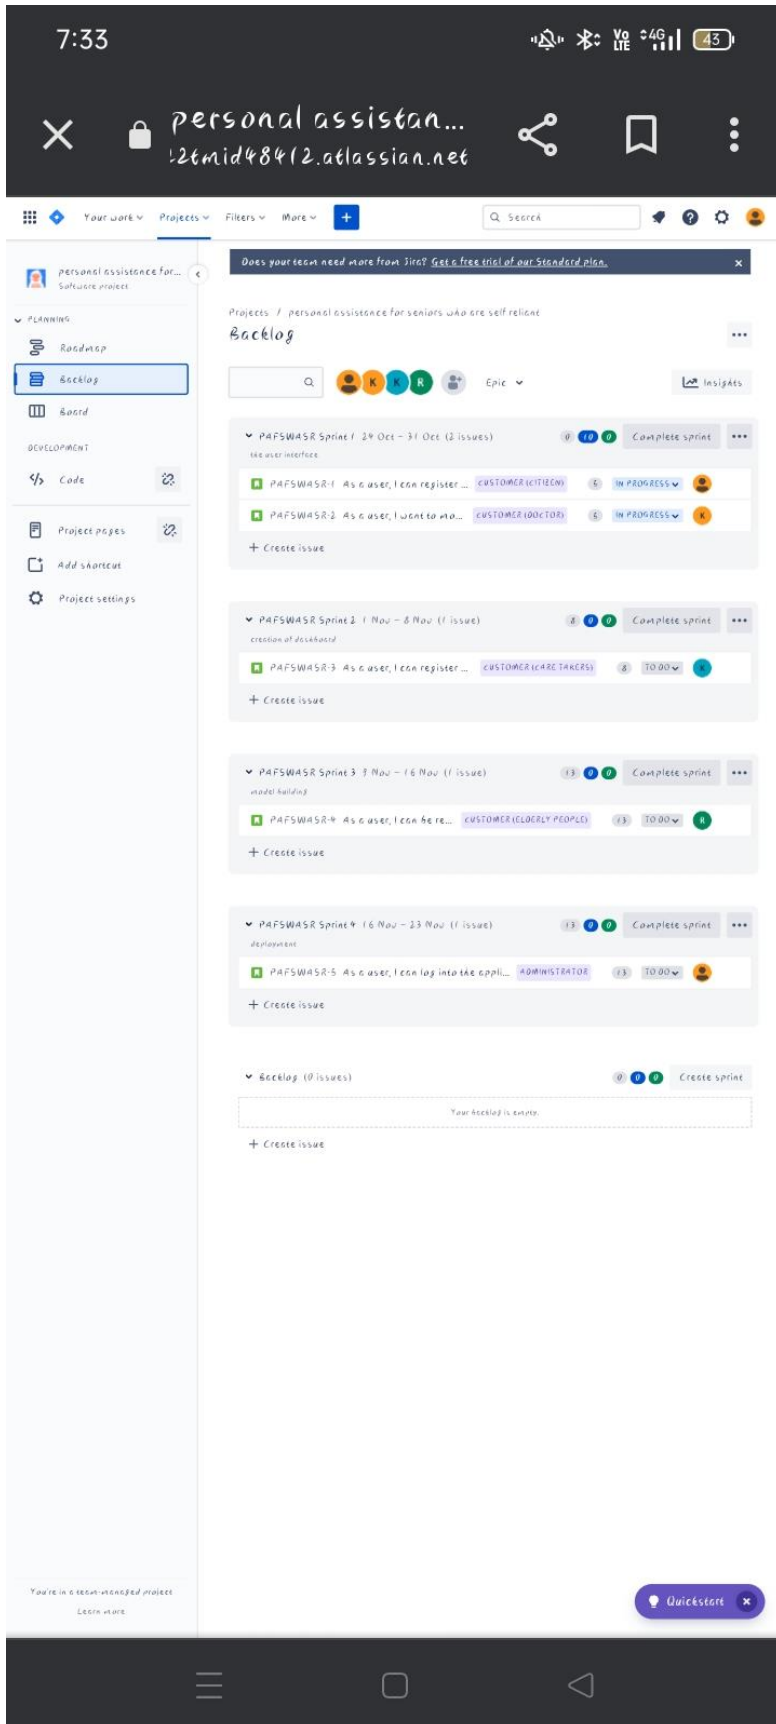 7:33
Vo LTE 4G 43
personal assistan...
2tmid48412.atlassian.net
Your work Projects Filters More + Search
personal assistance for...
Software project
Does your team need more from Jira? Get a free trial of our Standard plan.
Projects / personal assistance for seniors who are self reliant
PLANNING
Backlog
Roadmap
Backlog
Epic Insights
Board
DEVELOPMENT
Code
Project pages
Add shortcut
Project settings
K K R
PAFSWASR Sprint 1 24 Oct – 31 Oct (2 issues) 0 10 0 Complete sprint
the user interface
PAFSWASR-1 As a user, I can register ... CUSTOMER (CITIZEN) IN PROGRESS
PAFSWASR-2 As a user, I want to ma... CUSTOMER (DOCTOR) IN PROGRESS K
+ Create issue
PAFSWASR Sprint 2 1 Nov – 8 Nov (1 issue) 8 0 0 Complete sprint
creation of dashboard
PAFSWASR-3 As a user, I can register ... CUSTOMER (CARE TAKERS) 8 TO DO K
+ Create issue
PAFSWASR Sprint 3 9 Nov – 16 Nov (1 issue) 13 0 0 Complete sprint
model building
PAFSWASR-4 As a user, I can be re... CUSTOMER (ELDERLY PEOPLE) 13 TO DO R
+ Create issue
PAFSWASR Sprint 4 16 Nov – 23 Nov (1 issue) 13 0 0 Complete sprint
deployment
PAFSWASR-5 As a user, I can log into the appli... ADMINISTRATOR 13 TO DO
+ Create issue
Backlog (0 issues) 0 0 0 Create sprint
Your backlog is empty.
+ Create issue
You're in a team-managed project
Learn more
Quickstart